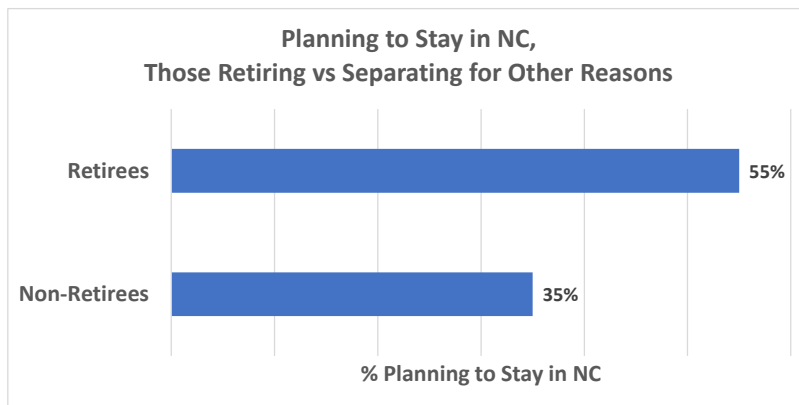 Planning to Stay in NC,
Those Retiring vs Separating for Other Reasons
Retirees
55%
Non-Retirees
35%
% Planning to Stay in NC